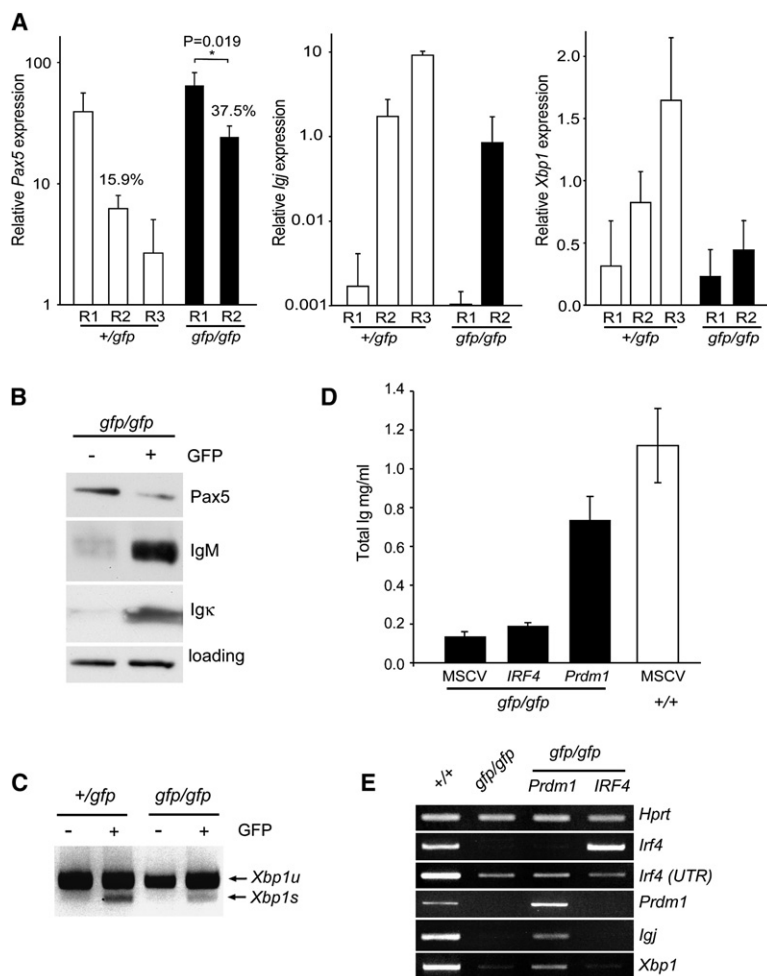 A
Relative Pax5 expression
100
10
1
P=0.019
*
15.9%
37.5%
R1 R2 R3 R1 R2
+/gfp gfp/gfp
Relative Igj expression
10
1.0
0.01
0.001
R1 R2 R3 R1 R2
+/gfp gfp/gfp
Relative Xbp1 expression
2.0
1.5
1.0
0.5
0.0
R1 R2 R3 R1 R2
+/gfp gfp/gfp
B
gfp/gfp
- + GFP
Pax5
IgM
Igκ
loading
C
+/gfp gfp/gfp
- + - + GFP
Xbp1u
Xbp1s
D
Total Ig mg/ml
1.4
1.2
1.0
0.8
0.6
0.4
0.2
0.0
MSCV IRF4 Prdm1 MSCV
gfp/gfp +/+
E
gfp/gfp
+/+ gfp/gfp Prdm1 IRF4
Hprt
Irf4
Irf4 (UTR)
Prdm1
Igj
Xbp1